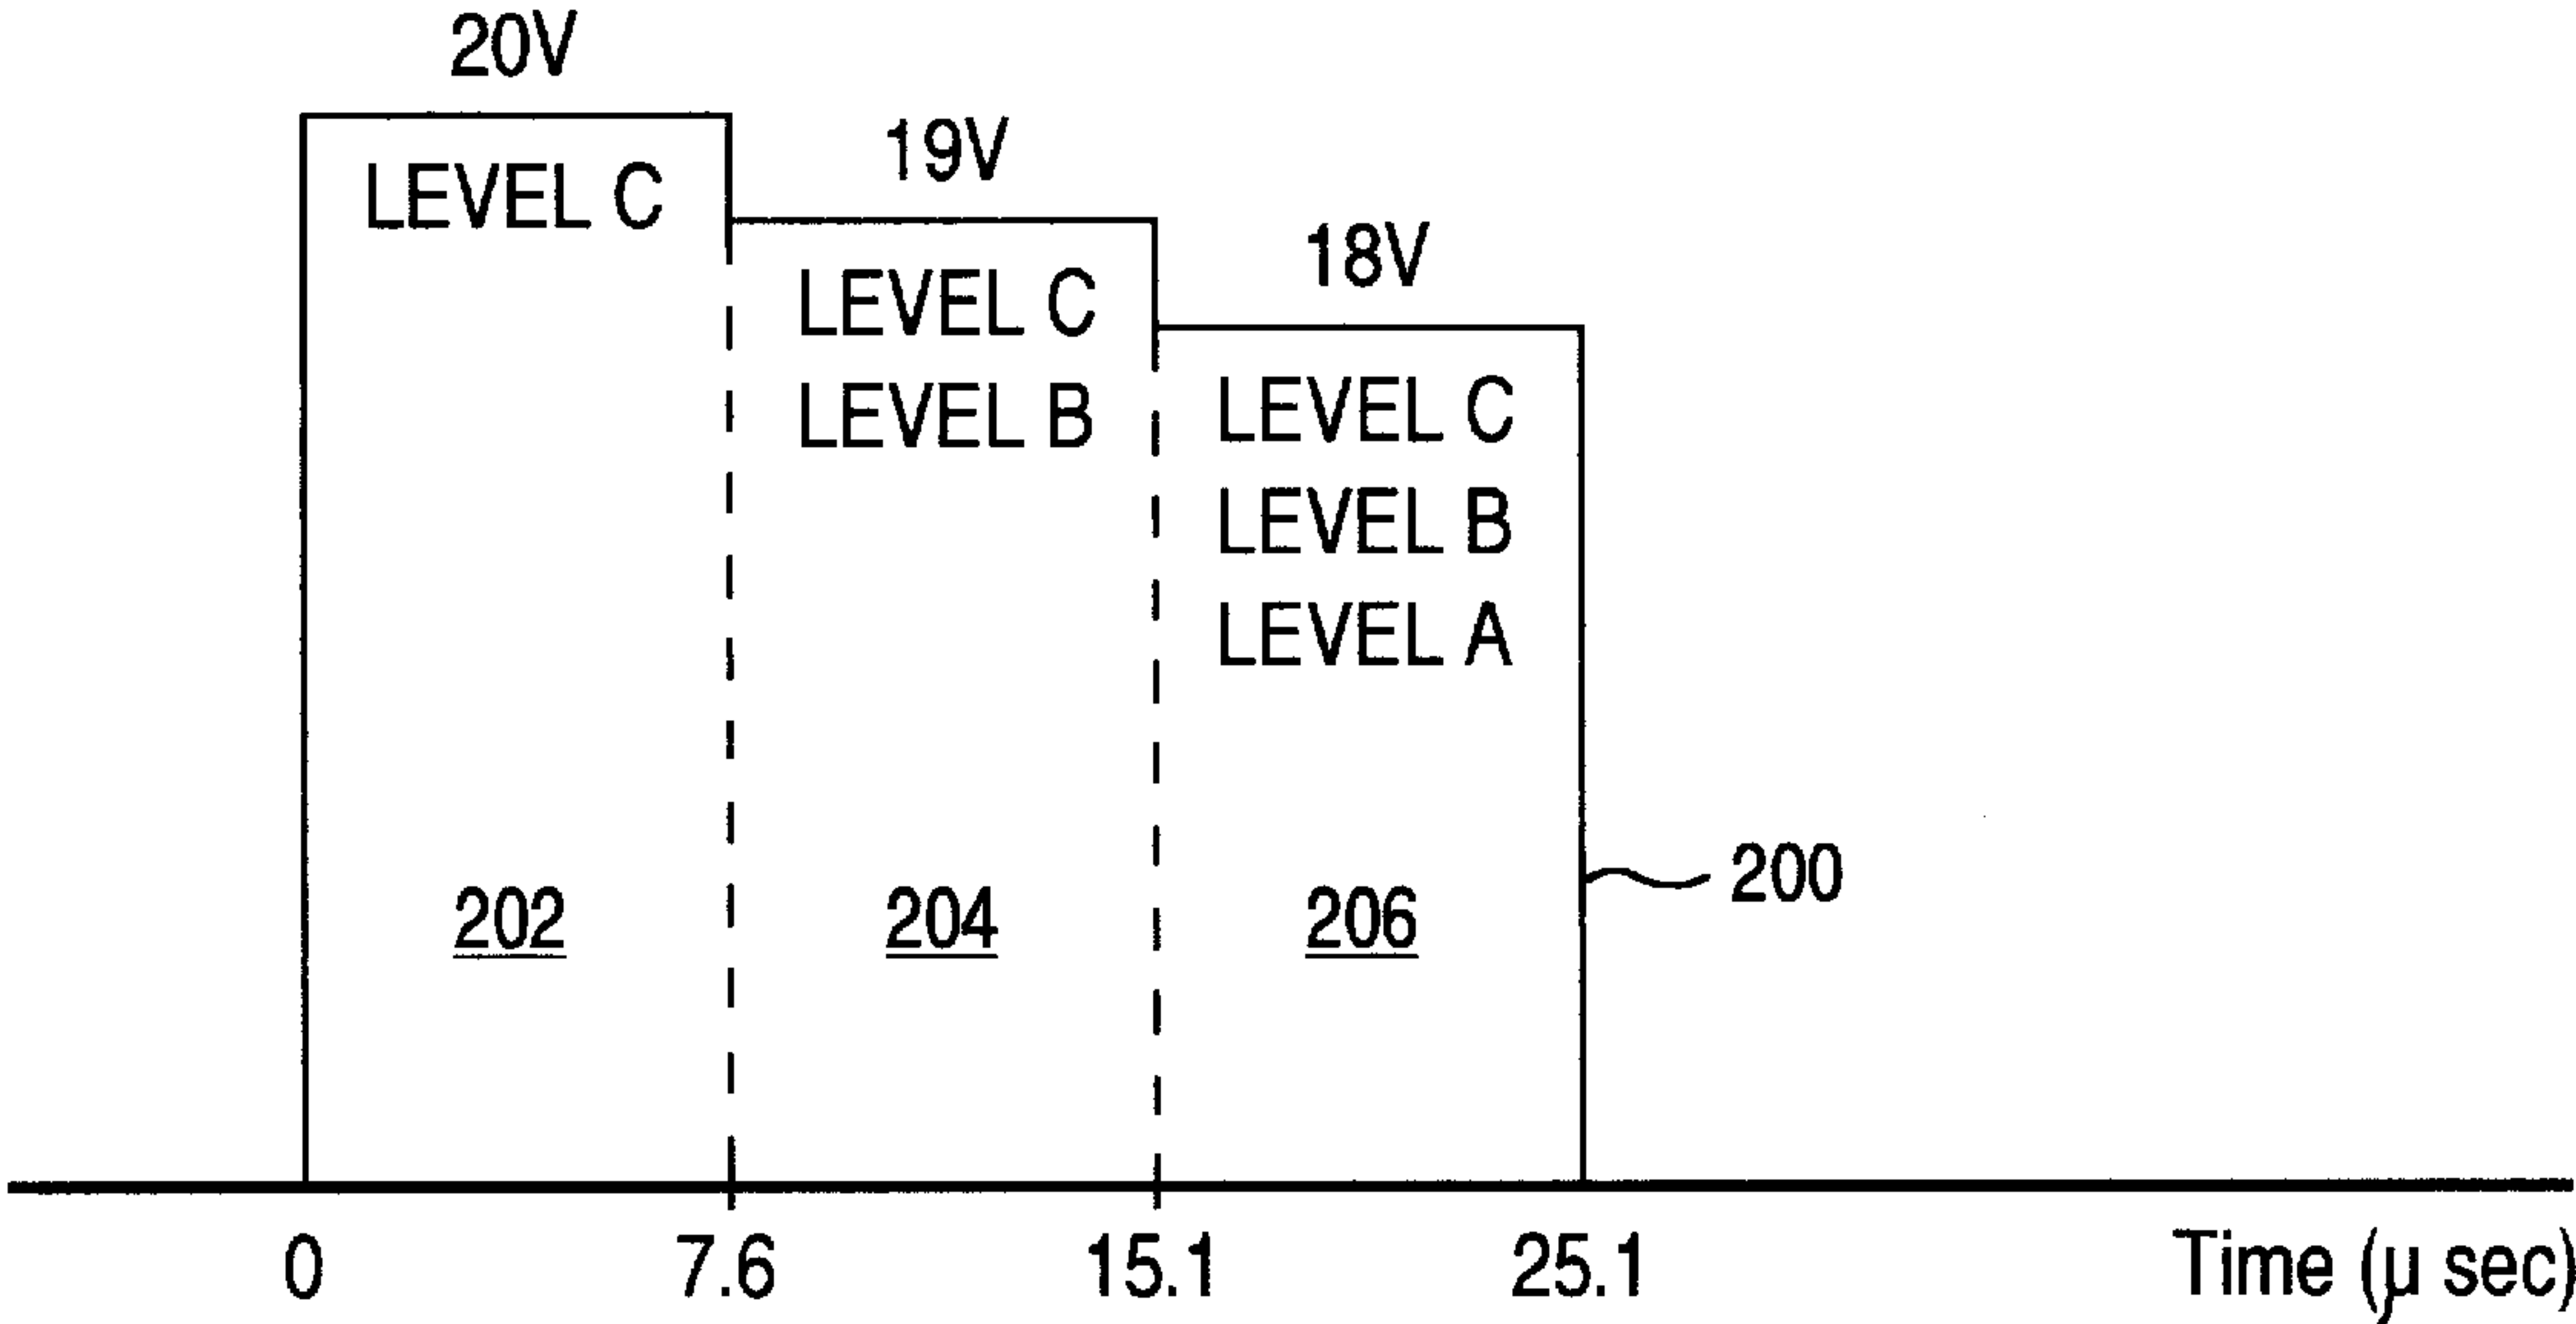 20V
LEVEL C
19V
LEVEL C
LEVEL B
18V
LEVEL C
LEVEL B
LEVEL A
202
204
206
200
0
7.6
15.1
25.1
Time (μ sec)